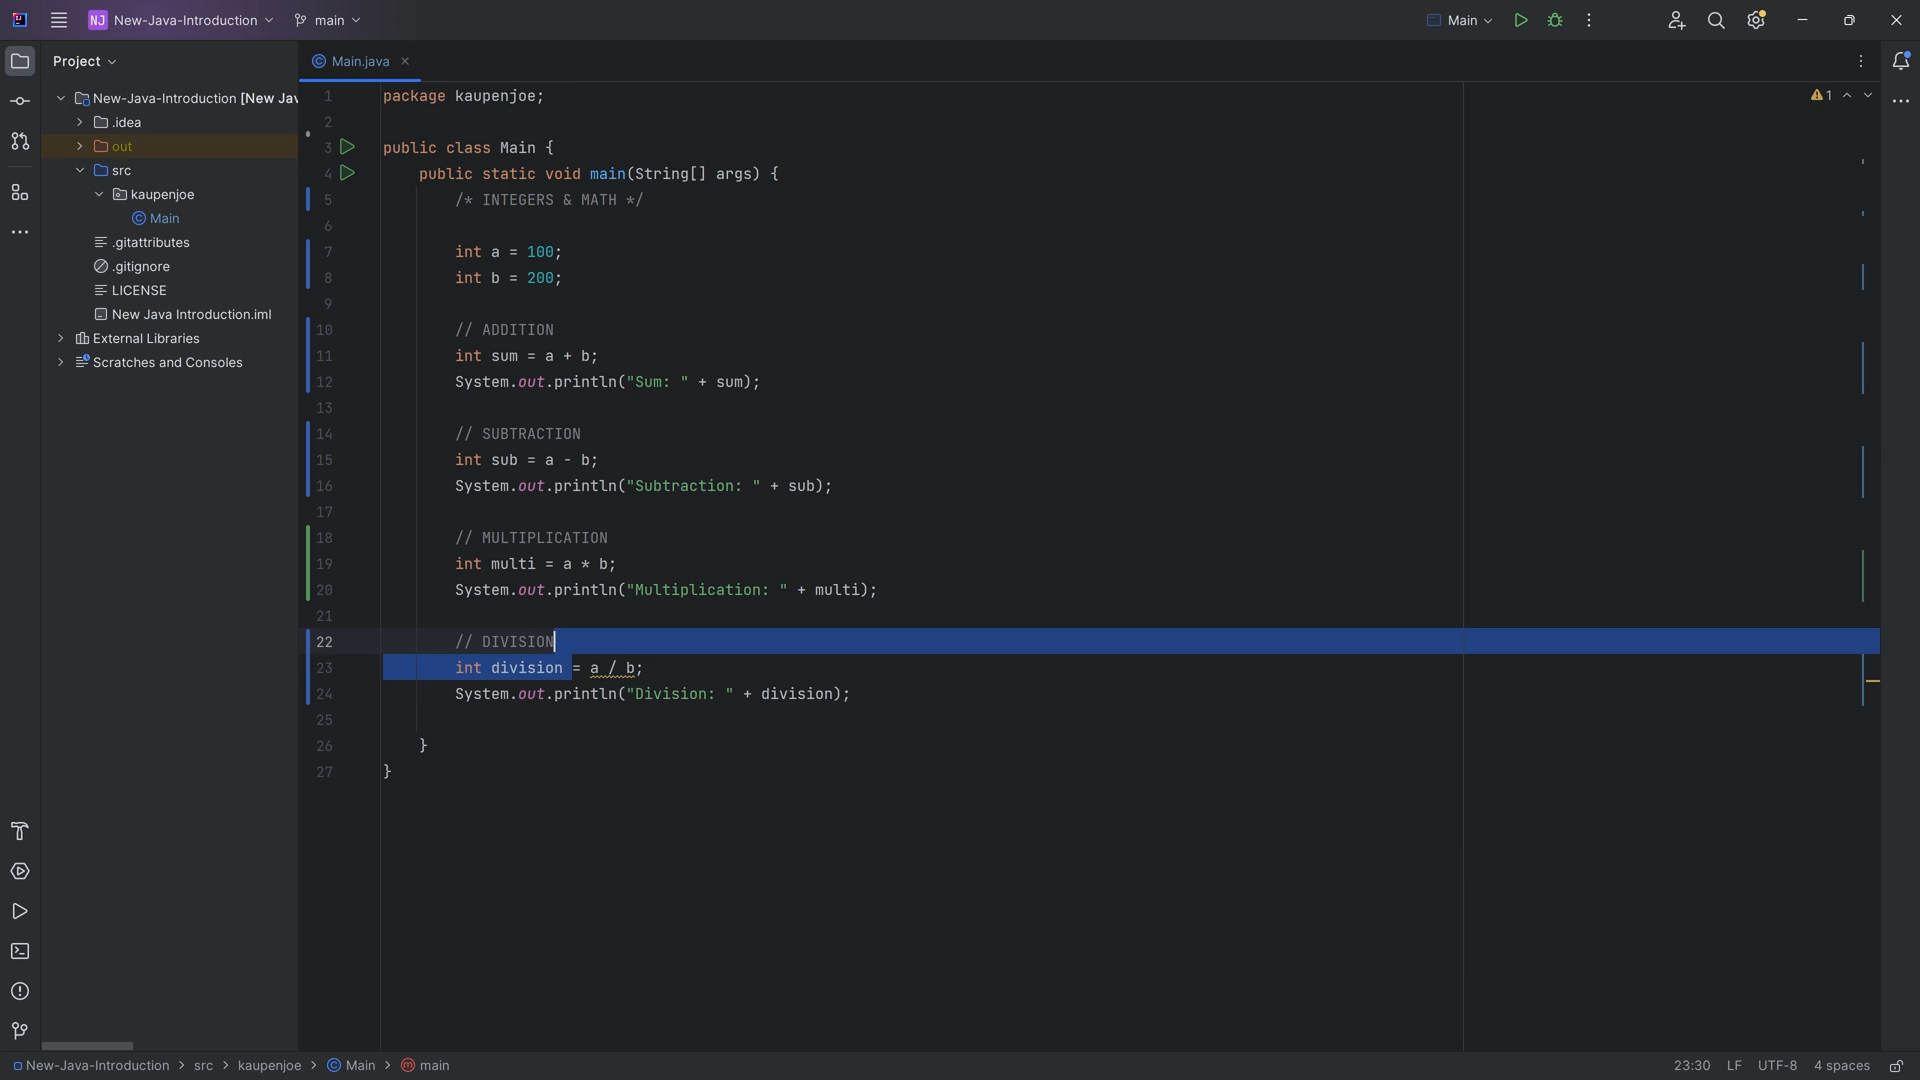 NJ New-Java-Introduction main Main
Project
Main.java
New-Java-Introduction [New Jav
.idea
out
src
kaupenjoe
Main
.gitattributes
.gitignore
LICENSE
New Java Introduction.iml
External Libraries
Scratches and Consoles
1
1 package kaupenjoe;
2
3 public class Main {
4 public static void main(String[] args) {
5 /* INTEGERS & MATH */
6
7 int a = 100;
8 int b = 200;
9
10 // ADDITION
11 int sum = a + b;
12 System.out.println("Sum: " + sum);
13
14 // SUBTRACTION
15 int sub = a - b;
16 System.out.println("Subtraction: " + sub);
17
18 // MULTIPLICATION
19 int multi = a * b;
20 System.out.println("Multiplication: " + multi);
21
22 // DIVISION
23 int division = a / b;
24 System.out.println("Division: " + division);
25
26 }
27 }
New-Java-Introduction > src > kaupenjoe > Main > main
23:30 LF UTF-8 4 spaces